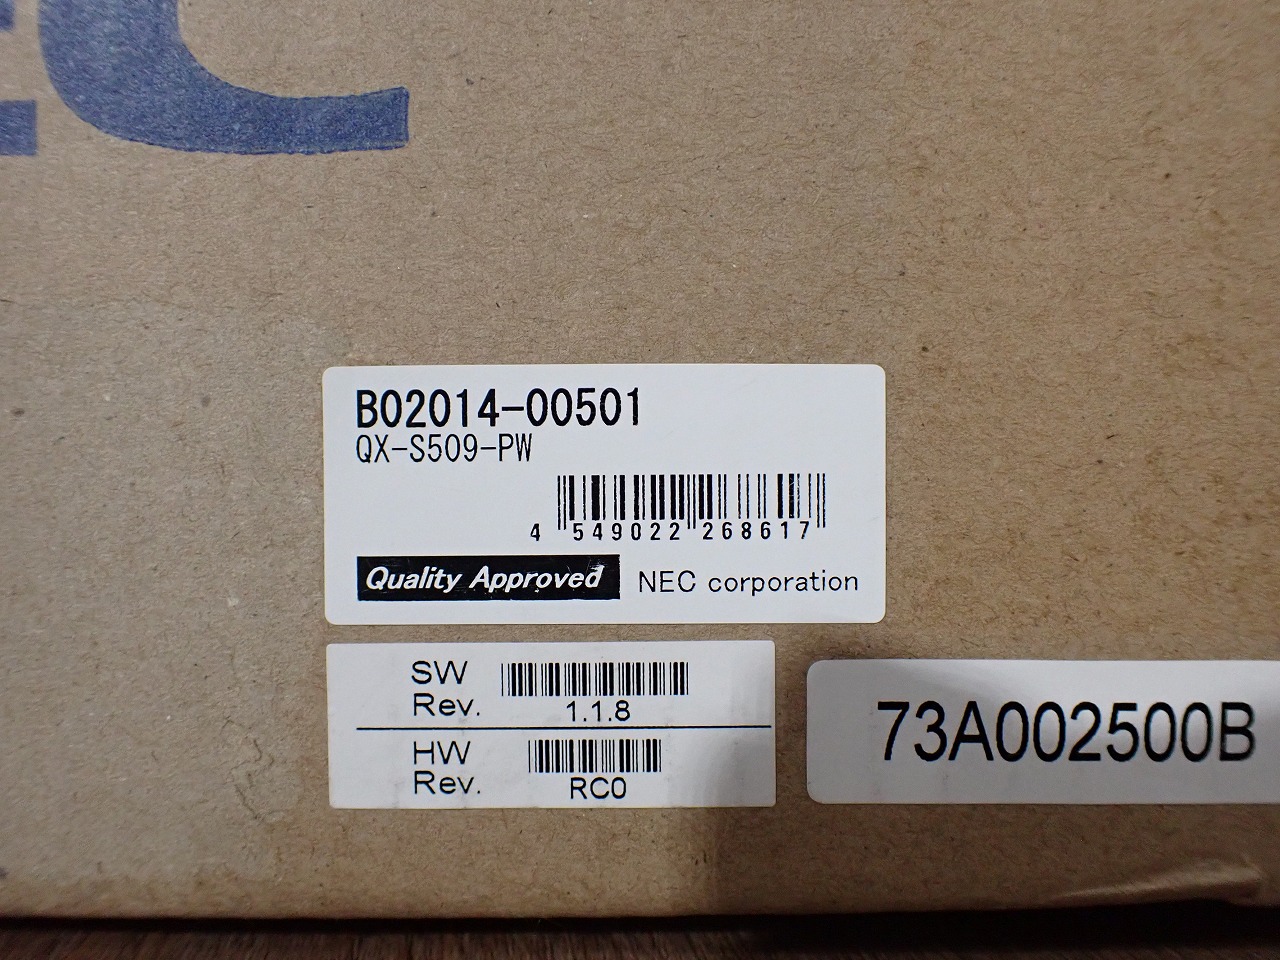 EC
B02014-00501
QX-S509-PW
4 549022 268617
Quality Approved NEC corporation
SW Rev. 1.1.8
HW Rev. RC0
73A002500B